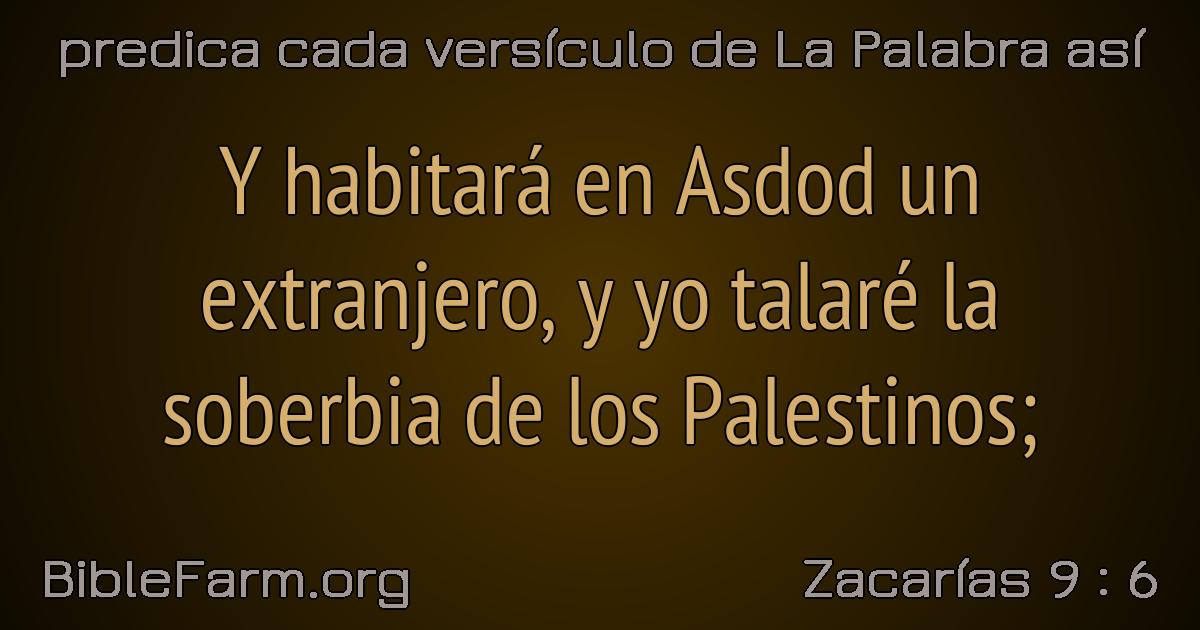 predica cada versículo de La Palabra así
Y habitará en Asdod un
extranjero, y yo talaré la
soberbia de los Palestinos;
BibleFarm.org
Zacarías 9 : 6